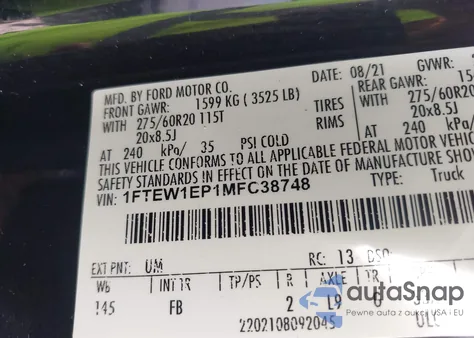 MFD. BY FORD MOTOR CO.
DATE: 08/21 GVWR:
FRONT GAWR: 1599 KG ( 3525 LB) REAR GAWR:
WITH 275/60R20 115T TIRES WITH
20x8.5J RIMS 20x8.5J
AT 240 kPa/ 35 PSI COLD AT 240
THIS VEHICLE CONFORMS TO ALL APPLICABLE FEDERAL MOTOR VEHICLE
SAFETY STANDARDS IN EFFECT ON THE DATE OF MANUFACTURE SHOWN
VIN: 1FTEW1EP1MFC38748 TYPE: Truck
EXT PNT: UM RC: 13 DSO:
WB INT TR TP/PS R AXLE TR
145 FB 2 L9
2202108092045
autaSnap
Pewne auta z aukcji USA i EU